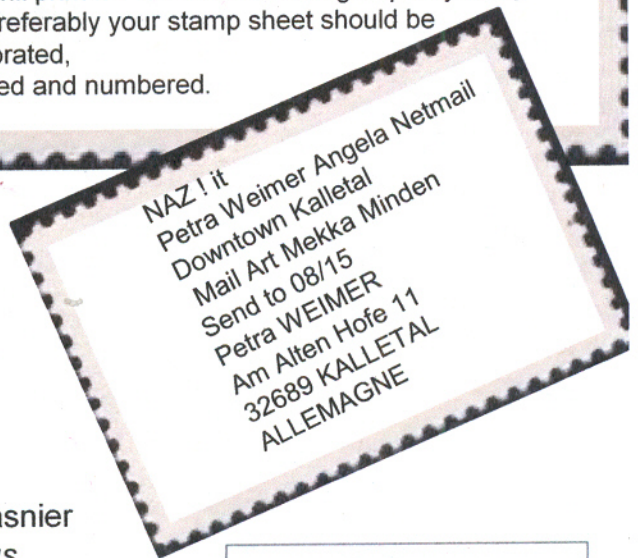 referably your stamp sheet should be
orated,
ed and numbered.
NAZ ! it
Petra Weimer Angela Netmail
Downtown Kalletal
Mail Art Mekka Minden
Send to 08/15
Petra WEIMER
Am Alten Hofe 11
32689 KALLETAL
ALLEMAGNE
snier